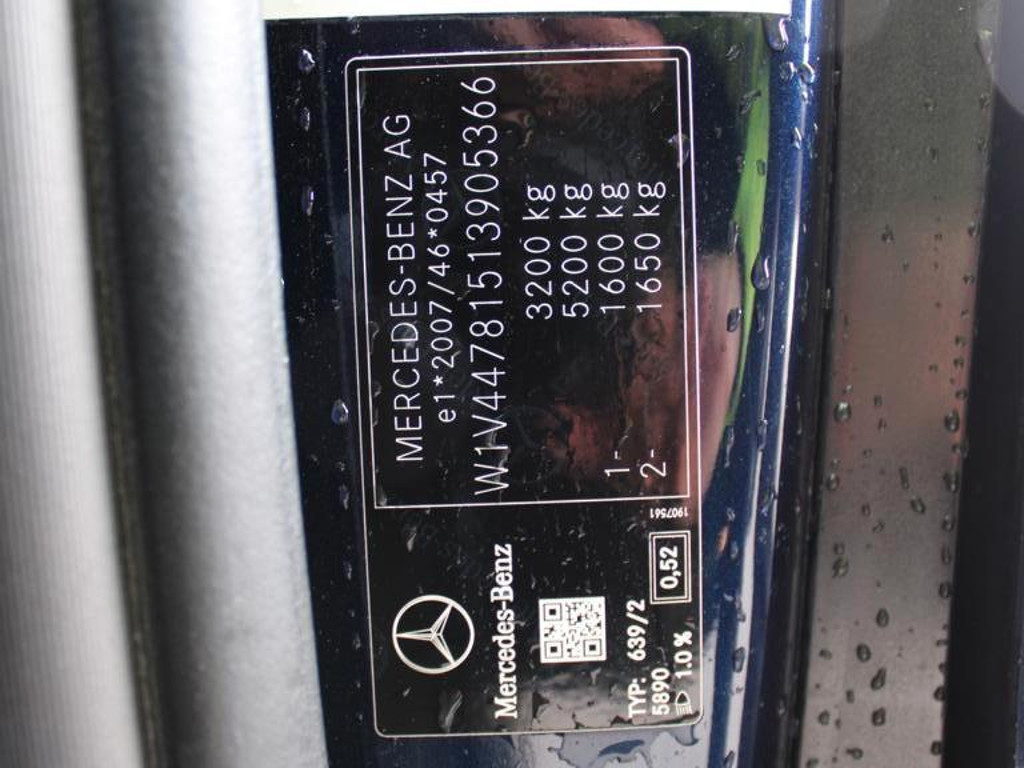 MERCEDES-BENZ AG
e1*2007/46*0457
W1V44781513905366
3200 kg
5200 kg
1- 1600 kg
2- 1650 kg
1907561
Mercedes-Benz
TYP: 639/2
5890
0,52
1.0 %